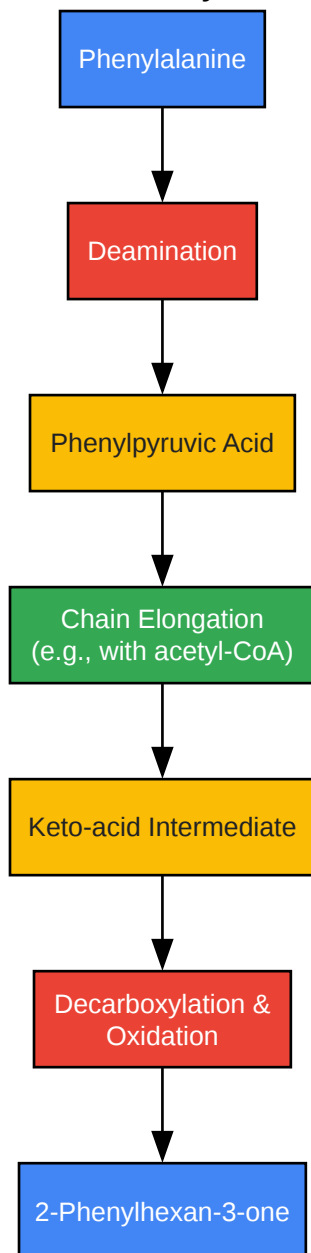 Phenylalanine
Deamination
Phenylpyruvic Acid
Chain Elongation
(e.g., with acetyl-CoA)
Keto-acid Intermediate
Decarboxylation &
Oxidation
2-Phenylhexan-3-one